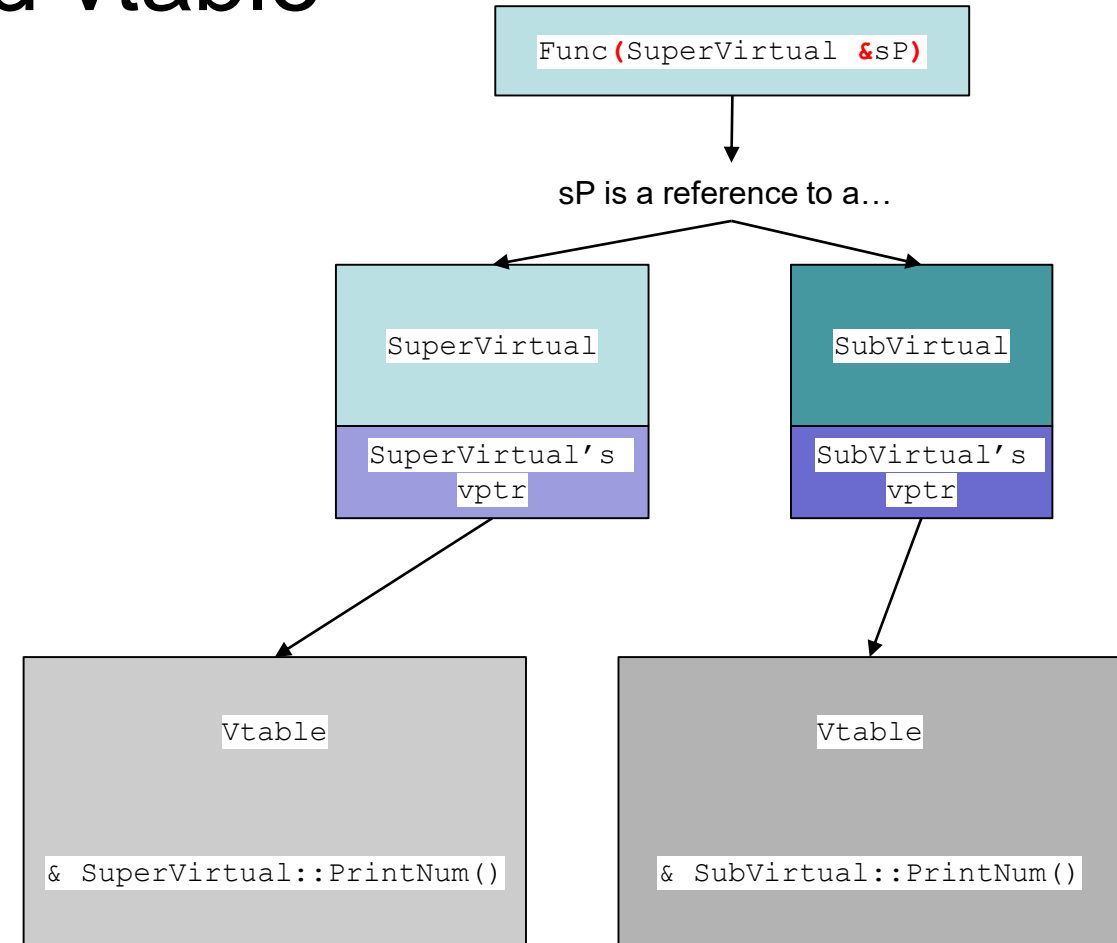 Vtable
Func(SuperVirtual &sP)
sP is a reference to a…
SuperVirtual
SubVirtual
SuperVirtual’s
vptr
SubVirtual’s
vptr
Vtable
Vtable
& SuperVirtual::PrintNum()
& SubVirtual::PrintNum()